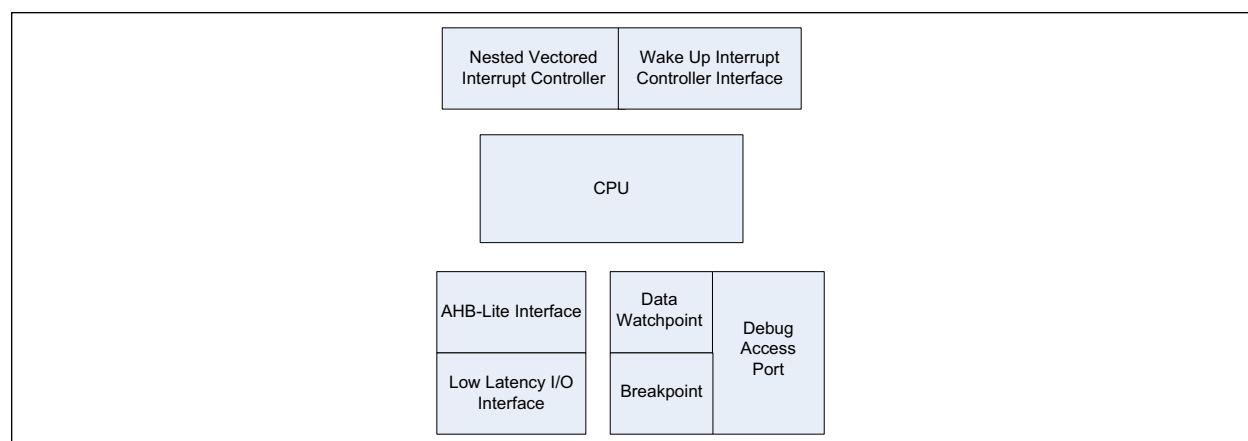 Nested Vectored
Interrupt Controller
Wake Up Interrupt
Controller Interface
CPU
AHB-Lite Interface
Low Latency I/O
Interface
Data
Watchpoint
Breakpoint
Debug
Access
Port